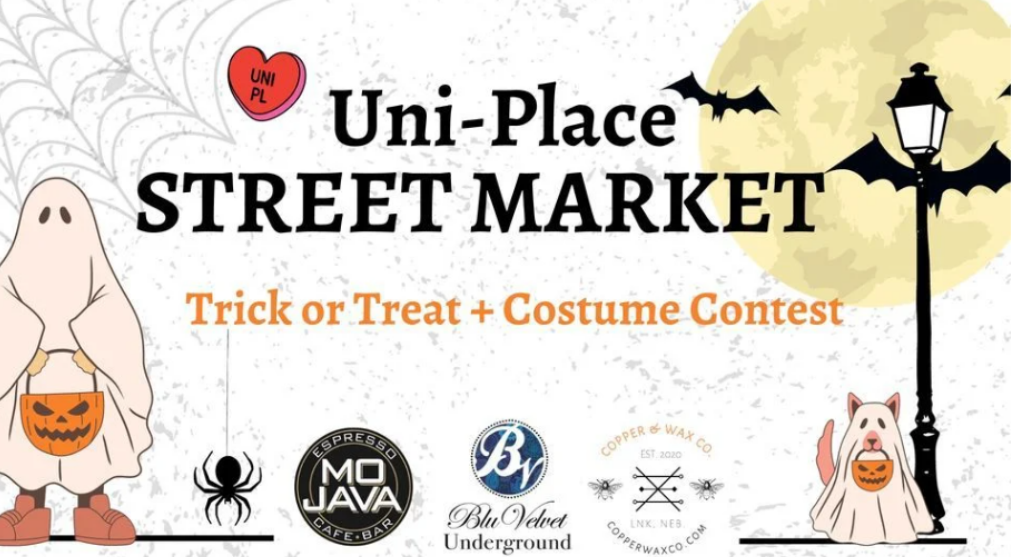 UNI
PL
Uni-Place
STREET MARKET
Trick or Treat + Costume Contest
ESPRESSO
MO
JAVA
CAFE+BAR
BV
Blu Velvet
Underground
COPPER & WAX CO.
EST. 2020
LNK, NEB.
COPPERWAXCO.COM